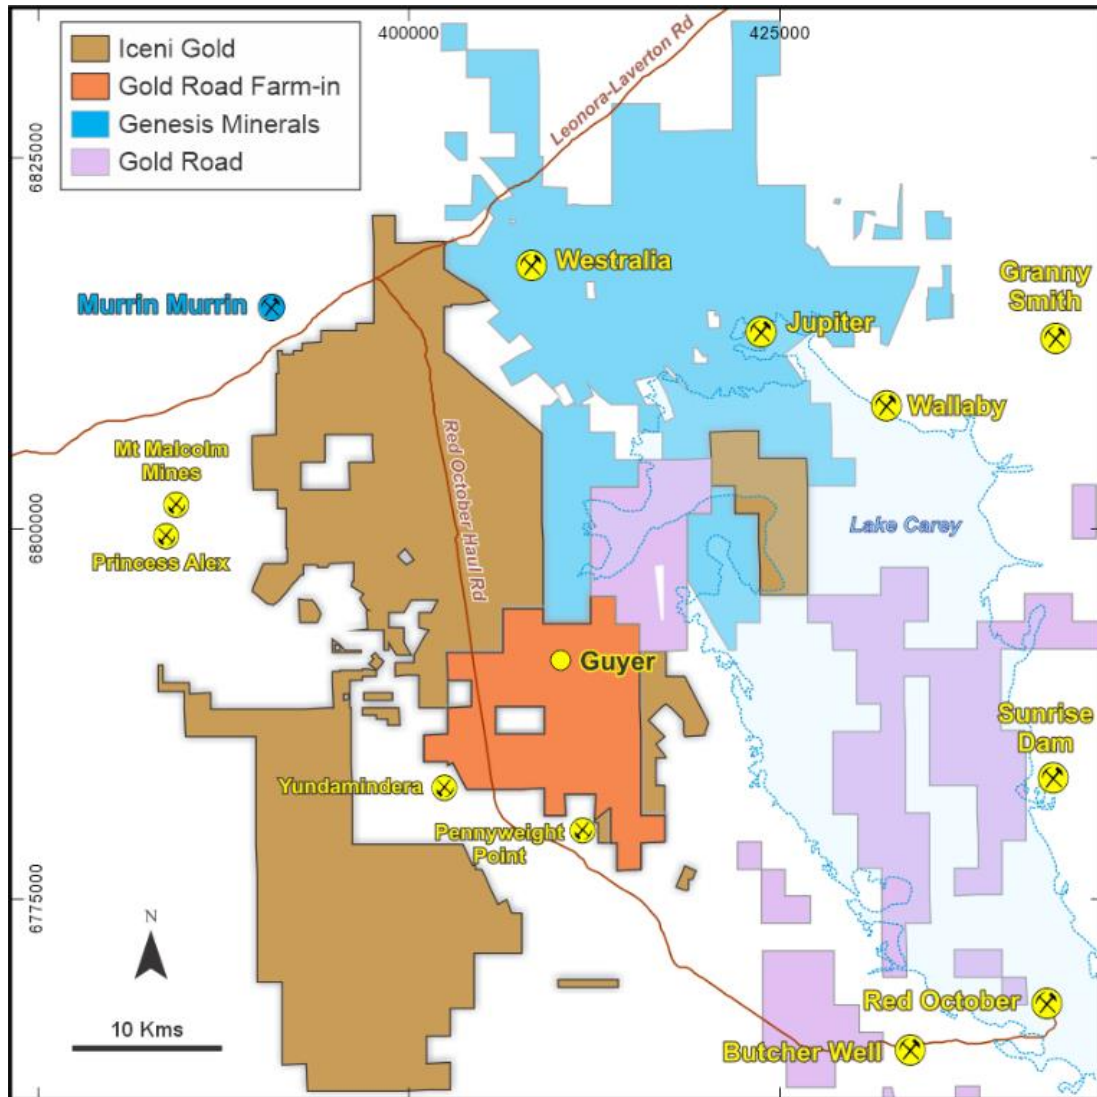 400000
425000
Iceni Gold
Gold Road Farm-in
Genesis Minerals
Gold Road
Leonora-Laverton Rd
6825000
Westralia
Granny
Smith
Murrin Murrin
Jupiter
Wallaby
Red October Haul Rd
Mt Malcolm
Mines
6800000
Lake Carey
Princess Alex
Guyer
Sunrise
Dam
Yundamindera
Pennyweight
Point
6775000
N
10 Kms
Red October
Butcher Well